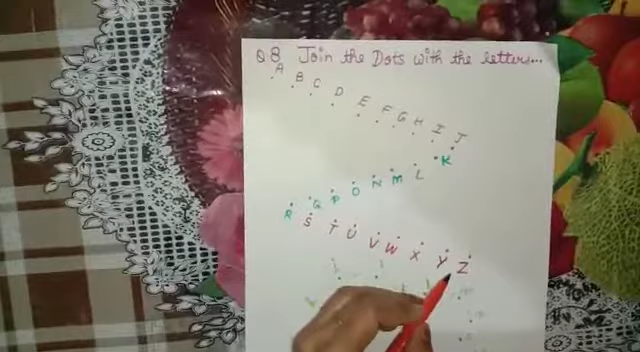 Q8 Join the Dots with the letters...
A B C D E F G H I J
R Q P O N M L K
S T U V W X Y Z